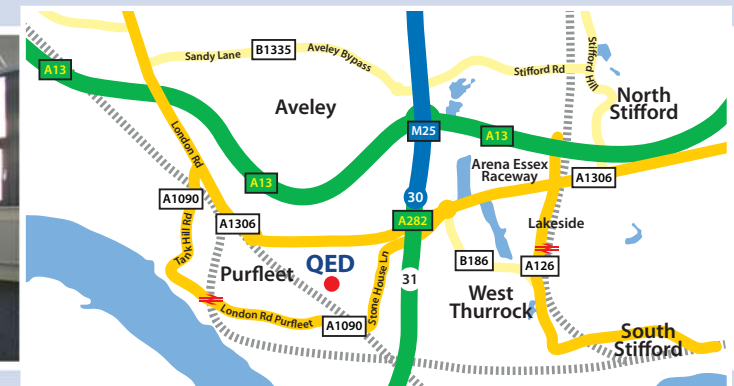 Sandy Lane
B1335
Aveley Bypass
A13
Stifford Rd
Stifford Hill
Aveley
North
Stifford
London Rd
M25
A13
Arena Essex
Raceway
A13
A1306
A1090
30
A1306
A282
Lakeside
Tank Hill Rd
Purfleet
QED
Stone House Ln
B186
A126
31
West
Thurrock
London Rd Purfleet
A1090
South
Stifford